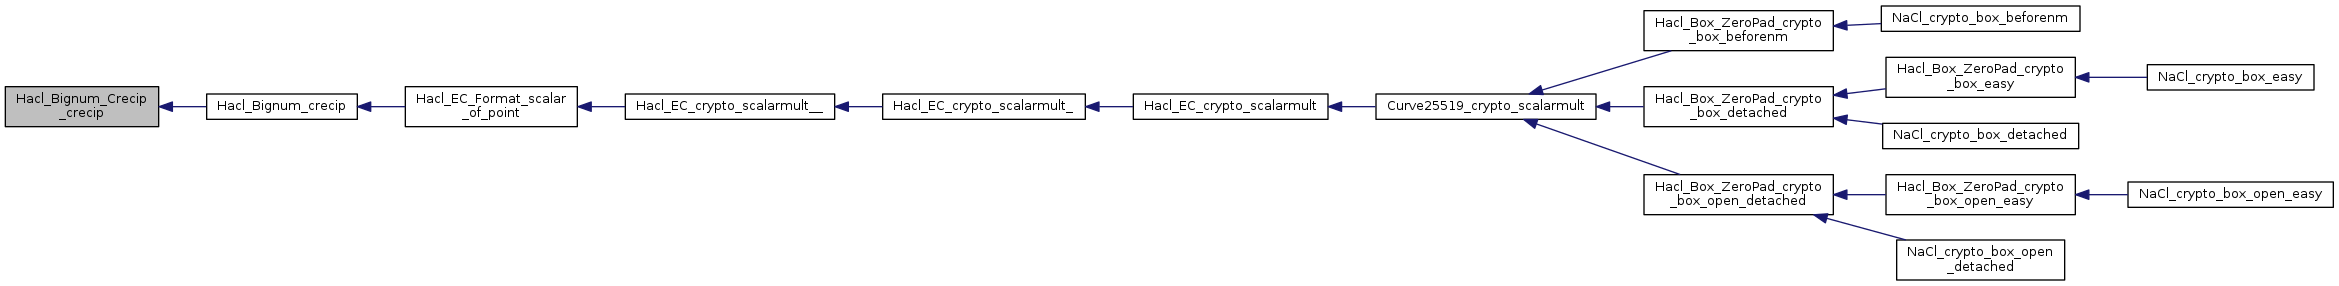 Hacl_Bignum_Crecip
_crecip
Hacl_Bignum_crecip
Hacl_EC_Format_scalar
_of_point
Hacl_EC_crypto_scalarmult__
Hacl_EC_crypto_scalarmult_
Hacl_EC_crypto_scalarmult
Curve25519_crypto_scalarmult
Hacl_Box_ZeroPad_crypto
_box_beforenm
NaCl_crypto_box_beforenm
Hacl_Box_ZeroPad_crypto
_box_detached
Hacl_Box_ZeroPad_crypto
_box_easy
NaCl_crypto_box_easy
NaCl_crypto_box_detached
Hacl_Box_ZeroPad_crypto
_box_open_detached
Hacl_Box_ZeroPad_crypto
_box_open_easy
NaCl_crypto_box_open_easy
NaCl_crypto_box_open
_detached